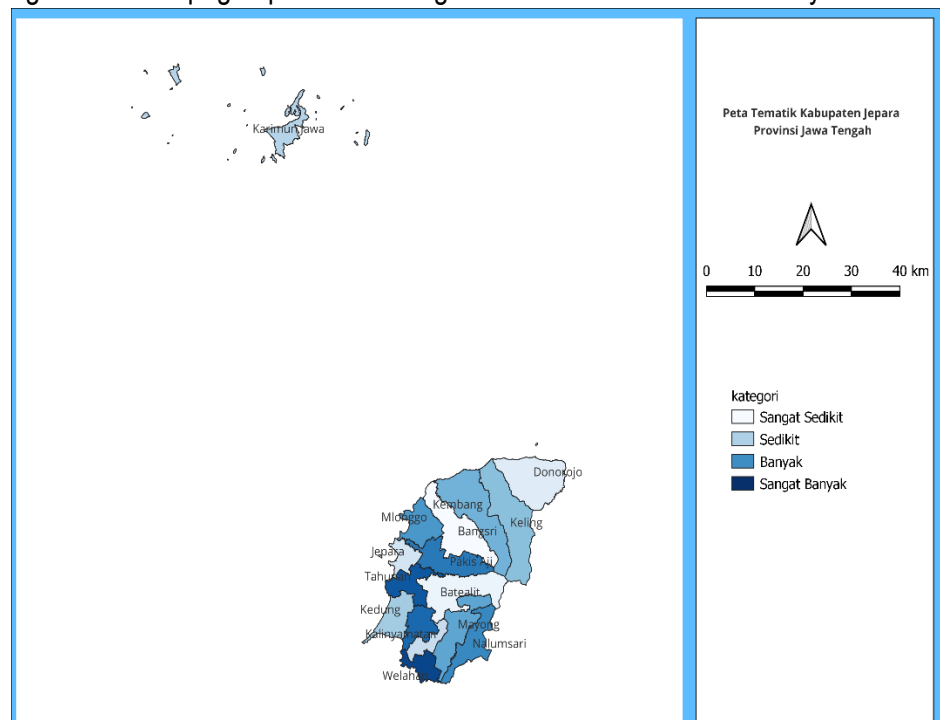 Karimun jawa
Donorojo
Kembang
Keling
Mlonggo
Bangsri
Jepara
Pakis Aji
Tahunan
Batealit
Kedung
Mayong
Kalinyamatan
Nalumsari
Peta Tematik Kabupaten Jepara
Provinsi Jawa Tengah
0 10 20 30 40 km
kategori
Sangat Sedikit
Sedikit
Banyak
Sangat Banyak